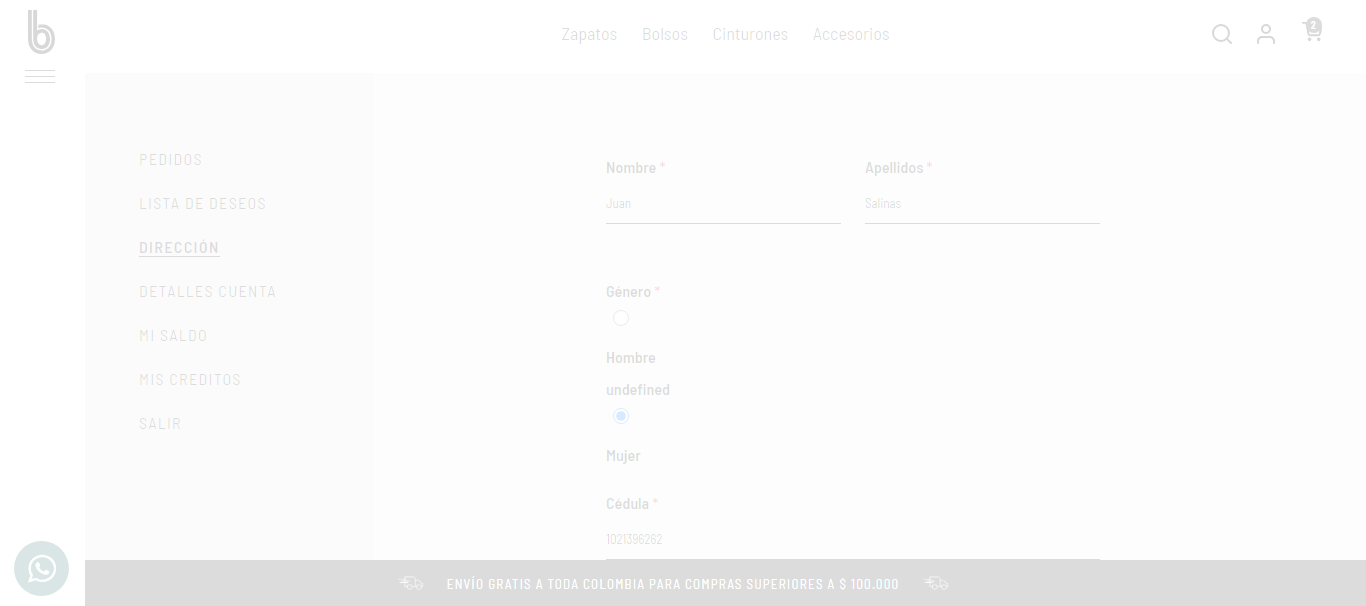 b
Zapatos Bolsos Cinturones Accesorios
2
PEDIDOS
LISTA DE DESEOS
DIRECCIÓN
DETALLES CUENTA
MI SALDO
MIS CREDITOS
SALIR
Nombre * Apellidos *
Juan Salinas
Género *
Hombre
undefined
Mujer
Cédula *
1021396262
ENVÍO GRATIS A TODA COLOMBIA PARA COMPRAS SUPERIORES A $ 100.000